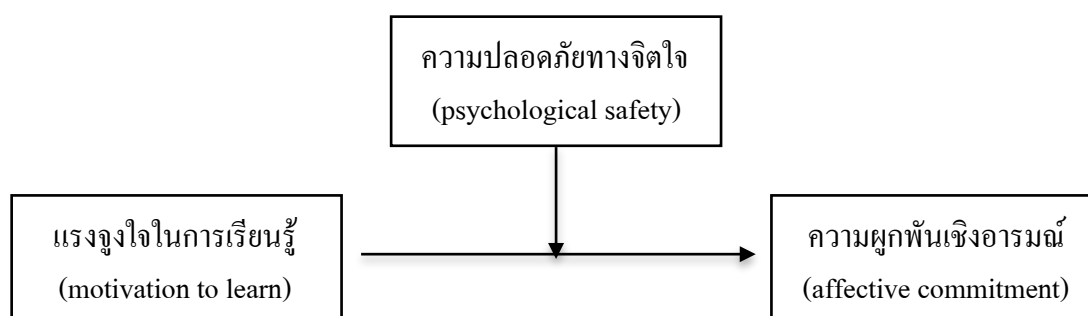 ความปลอดภัยทางจิตใจ
(psychological safety)
แรงจูงใจในการเรียนรู้
(motivation to learn)
ความผูกพันเชิงอารมณ์
(affective commitment)